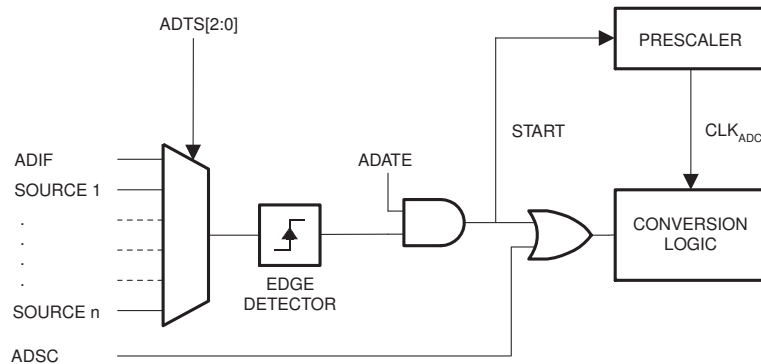 ADTS[2:0]
PRESCALER
START
CLKADC
ADIF
ADATE
SOURCE 1
.
.
.
.
CONVERSION
LOGIC
EDGE
DETECTOR
SOURCE n
ADSC